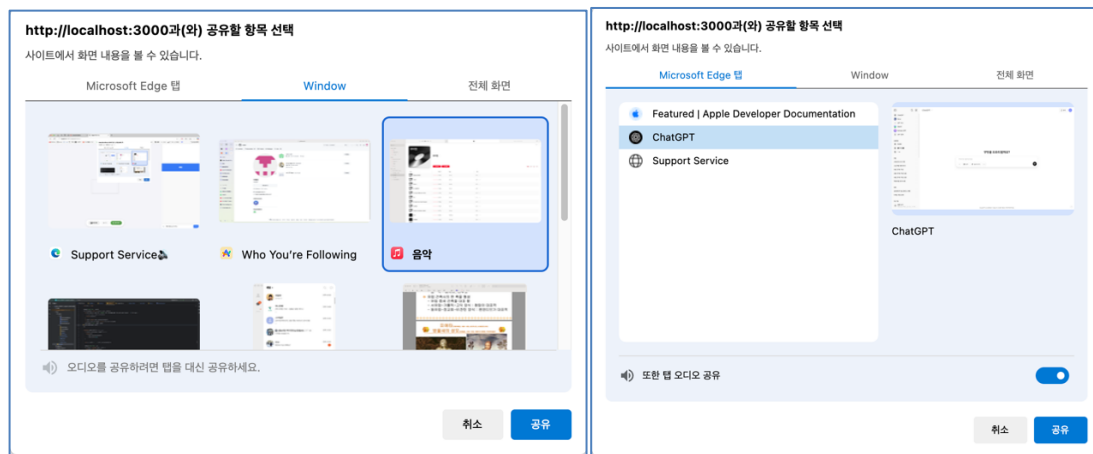 http://localhost:3000과(와) 공유할 항목 선택
사이트에서 화면 내용을 볼 수 있습니다.
Microsoft Edge 탭
Window
전체 화면
Support Service
Who You're Following
음악
오디오를 공유하려면 탭을 대신 공유하세요.
취소
공유
http://localhost:3000과(와) 공유할 항목 선택
사이트에서 화면 내용을 볼 수 있습니다.
Microsoft Edge 탭
Window
전체 화면
Featured | Apple Developer Documentation
ChatGPT
Support Service
ChatGPT
또한 탭 오디오 공유
취소
공유